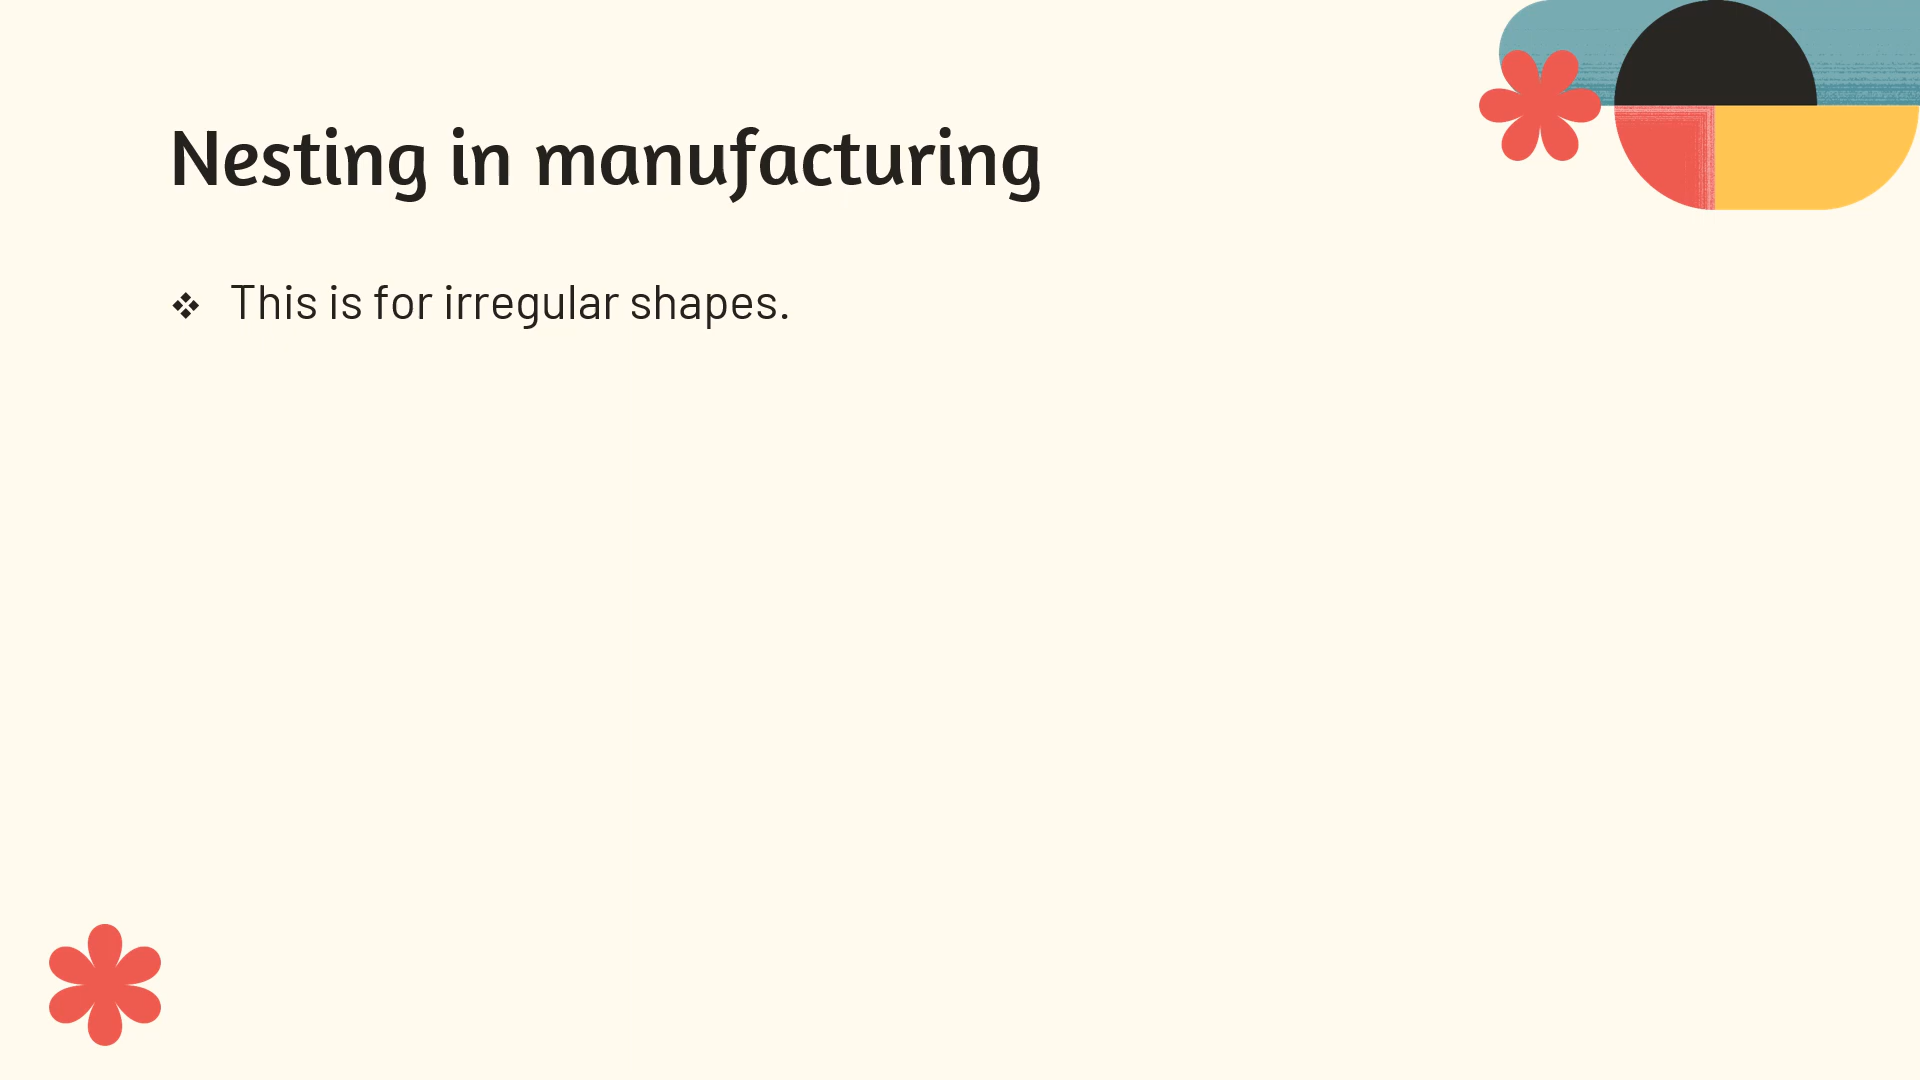 Nesting in manufacturing
❖ This is for irregular shapes.